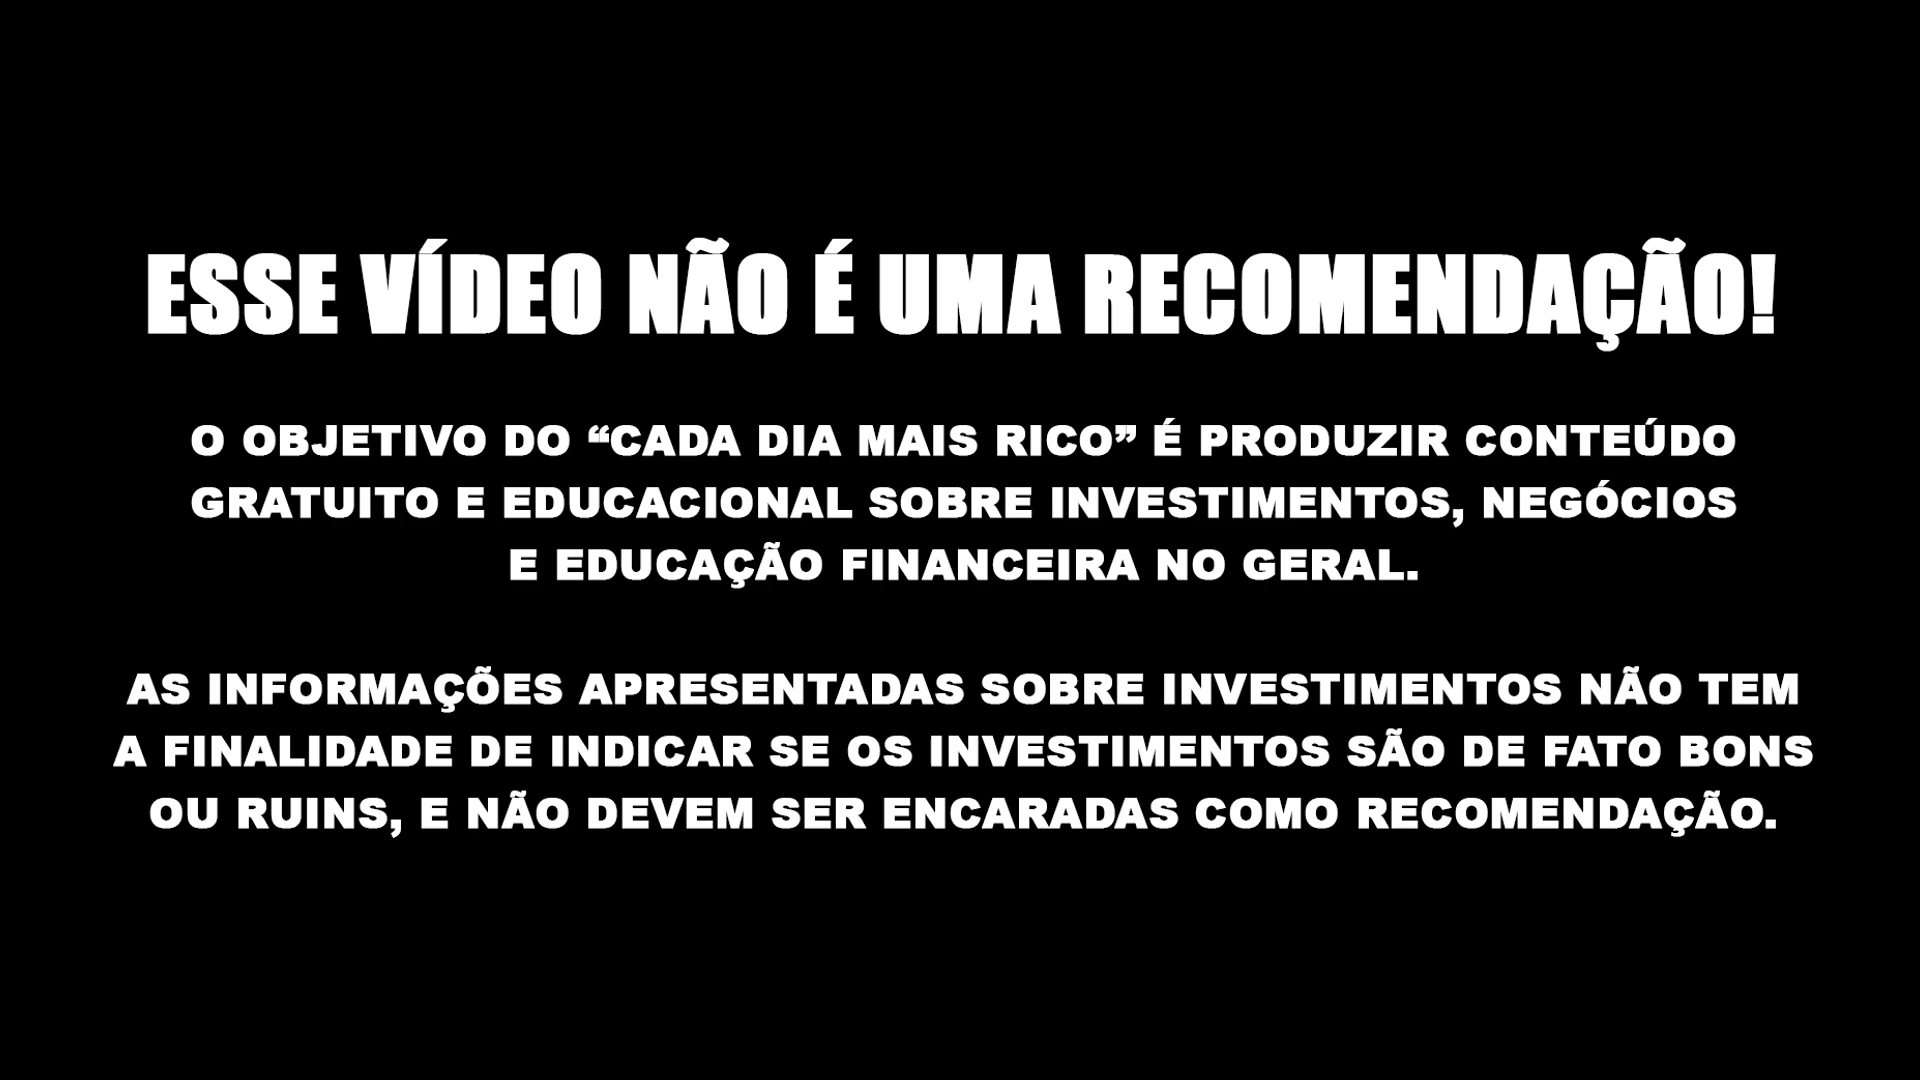 ESSE VÍDEO NÃO É UMA RECOMENDAÇÃO!
O OBJETIVO DO “CADA DIA MAIS RICO” É PRODUZIR CONTEÚDO
GRATUITO E EDUCACIONAL SOBRE INVESTIMENTOS, NEGÓCIOS
E EDUCAÇÃO FINANCEIRA NO GERAL.
AS INFORMAÇÕES APRESENTADAS SOBRE INVESTIMENTOS NÃO TEM
A FINALIDADE DE INDICAR SE OS INVESTIMENTOS SÃO DE FATO BONS
OU RUINS, E NÃO DEVEM SER ENCARADAS COMO RECOMENDAÇÃO.